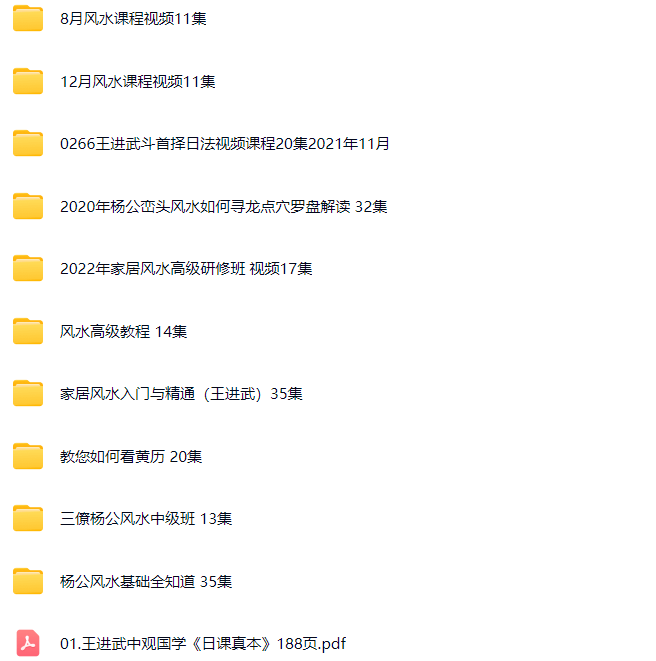 8月风水课程视频11集
12月风水课程视频11集
0266王进武斗首择日法视频课程20集2021年11月
2020年杨公峦头风水如何寻龙点穴罗盘解读 32集
2022年家居风水高级研修班 视频17集
风水高级教程 14集
家居风水入门与精通（王进武）35集
教您如何看黄历 20集
三僚杨公风水中级班 13集
杨公风水基础全知道 35集
01.王进武中观国学《日课真本》188页.pdf